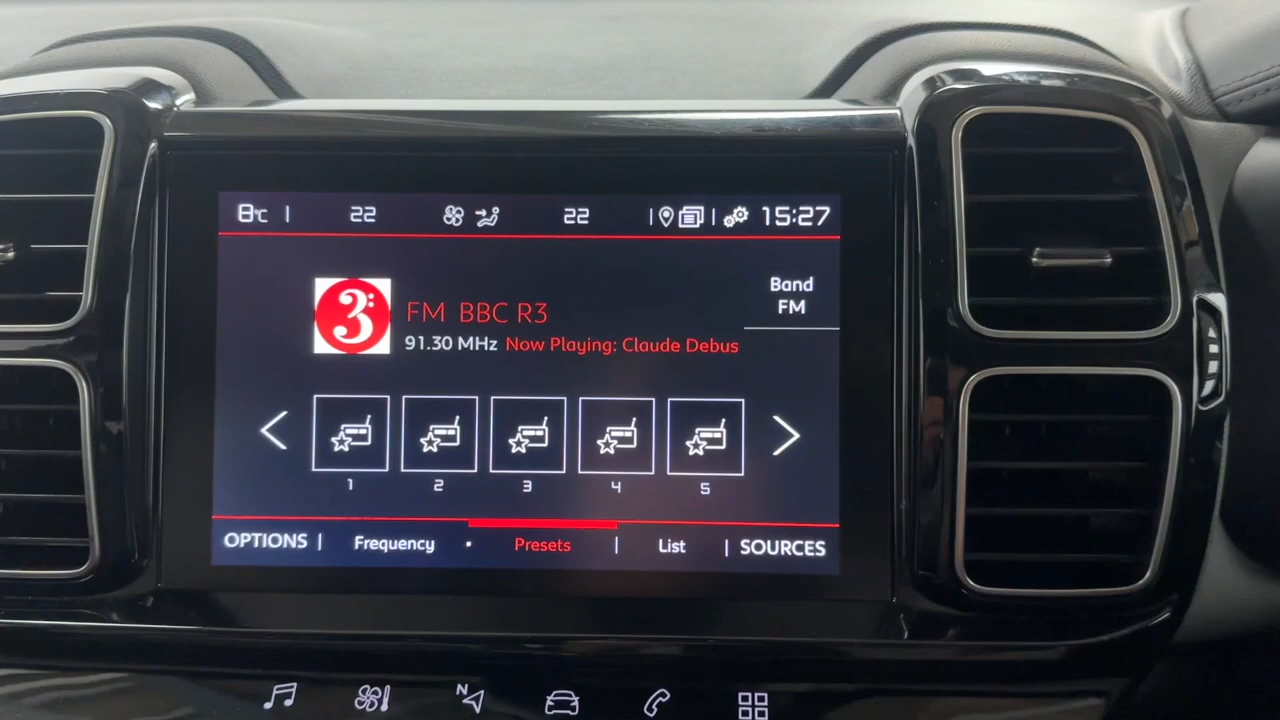 8°C | 22 22 | | 15:27
3:
Band
FM
FM BBC R3
91.30 MHz Now Playing: Claude Debus
1 2 3 4 5
OPTIONS | Frequency • Presets | List | SOURCES
N